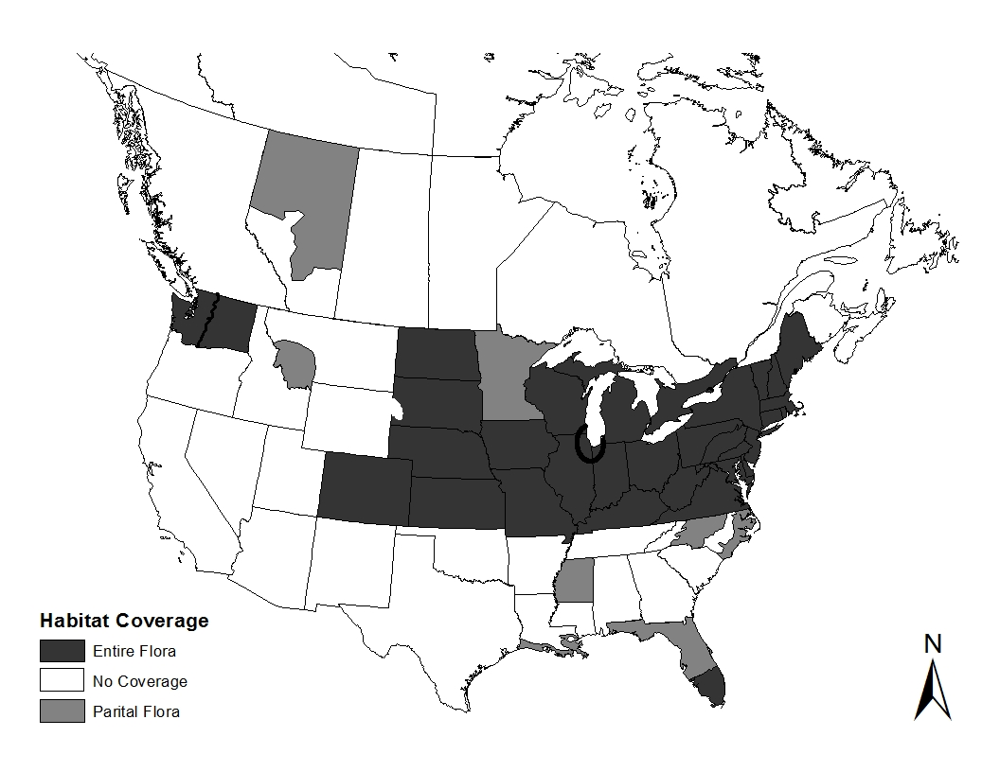 Habitat Coverage
Entire Flora
No Coverage
Parital Flora
N